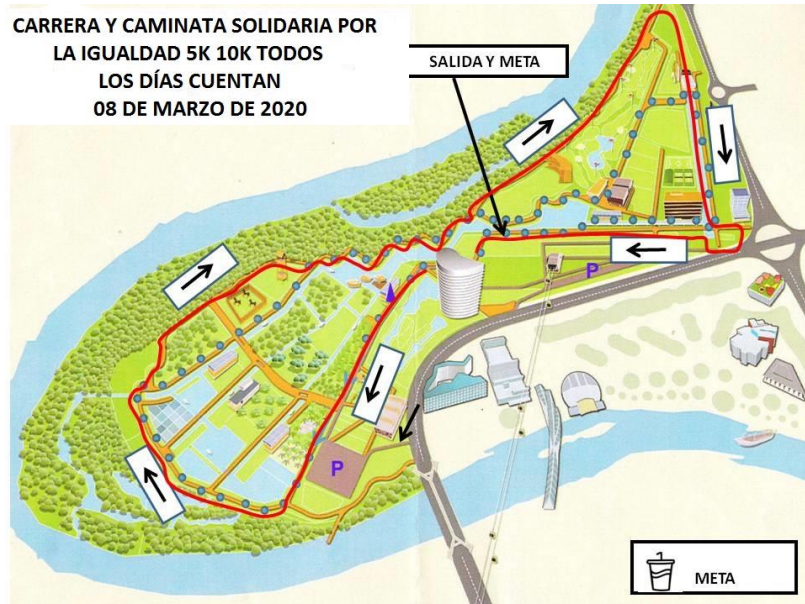 CARRERA Y CAMINATA SOLIDARIA POR
LA IGUALDAD 5K 10K TODOS
LOS DÍAS CUENTAN
08 DE MARZO DE 2020
SALIDA Y META
P
P
META